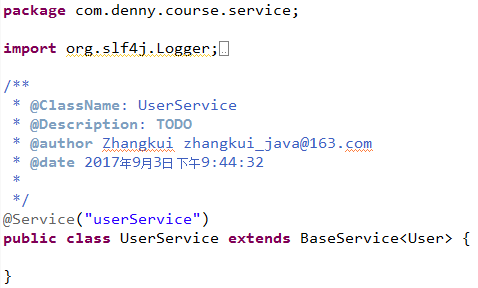 package com.denny.course.service;
import org.slf4j.Logger;
/**
 * @ClassName: UserService
 * @Description: TODO
 * @author Zhangkui zhangkui_java@163.com
 * @date 2017年9月3日 下午9:44:32
 *
 */
@Service("userService")
public class UserService extends BaseService<User> {
}